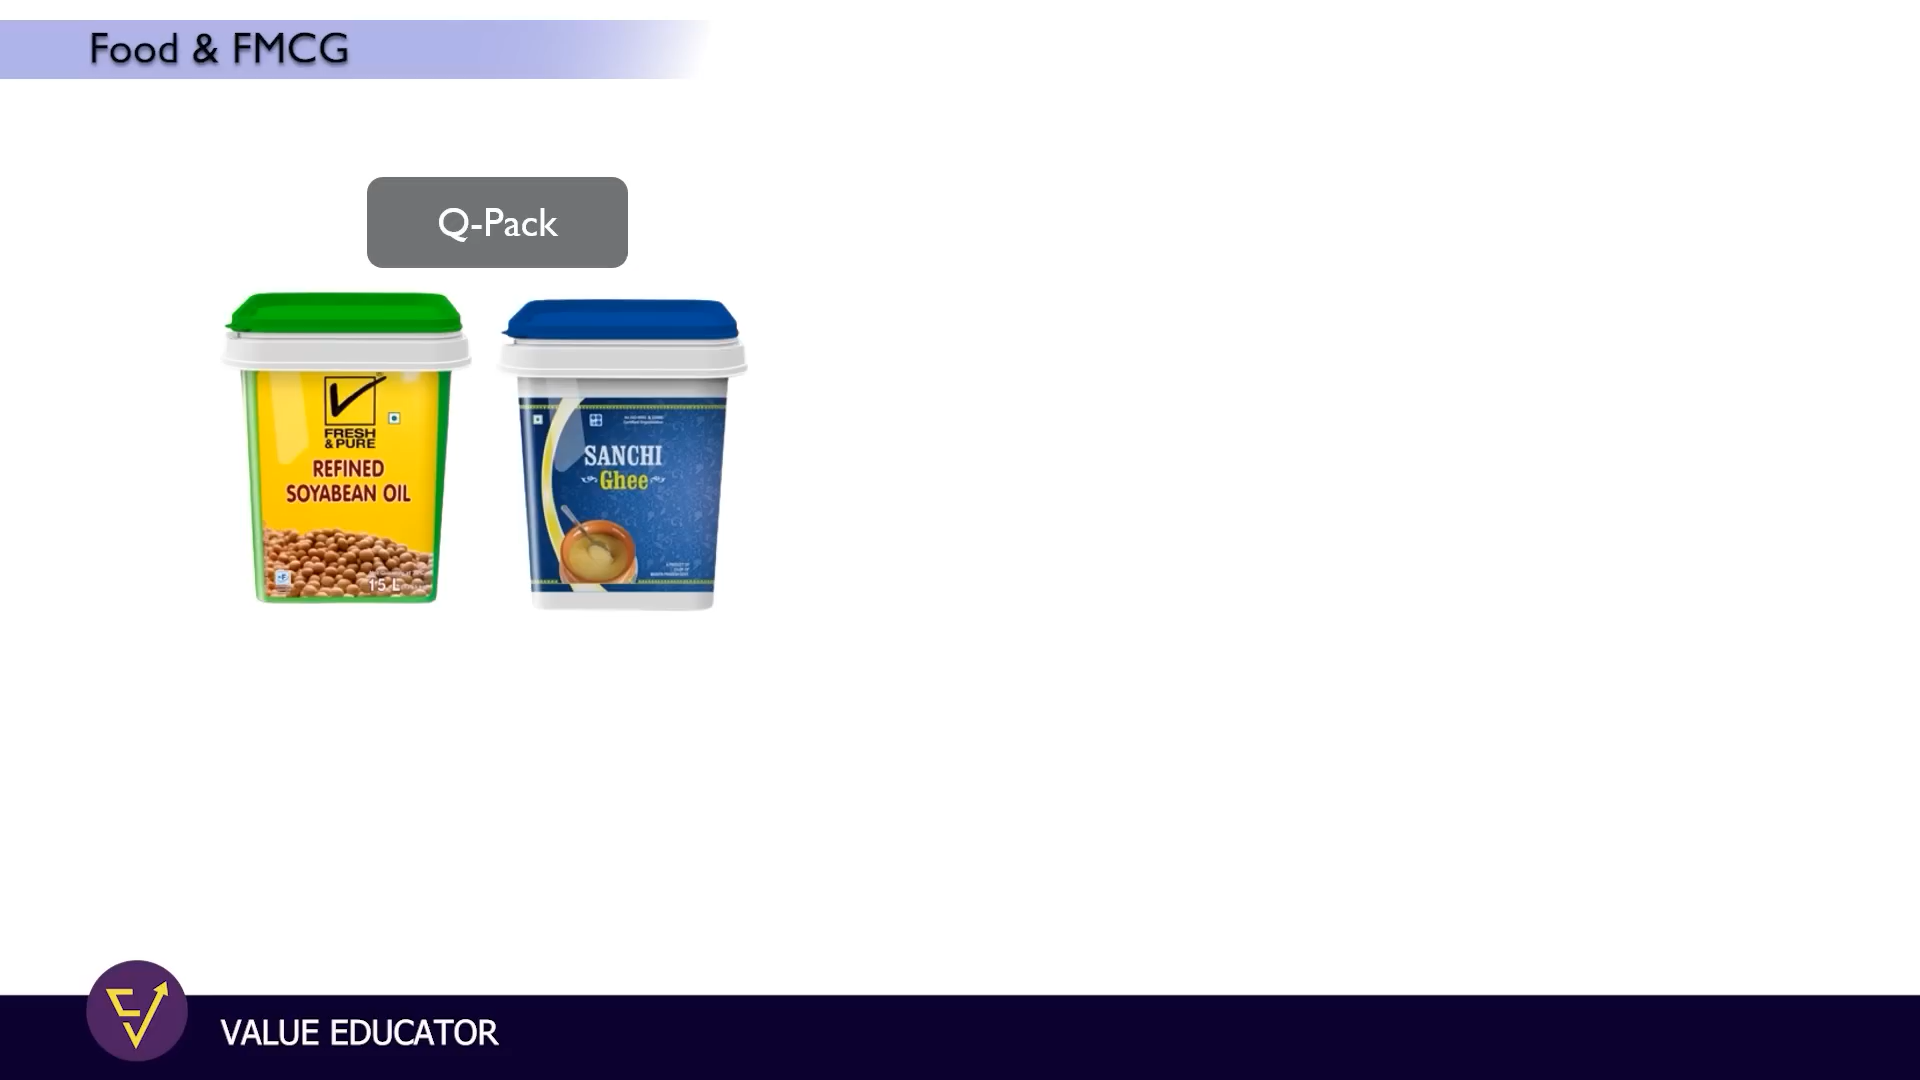 Food & FMCG
Q-Pack
FRESH
& PURE
REFINED
SOYABEAN OIL
15 L
SANCHI
Ghee
VALUE EDUCATOR